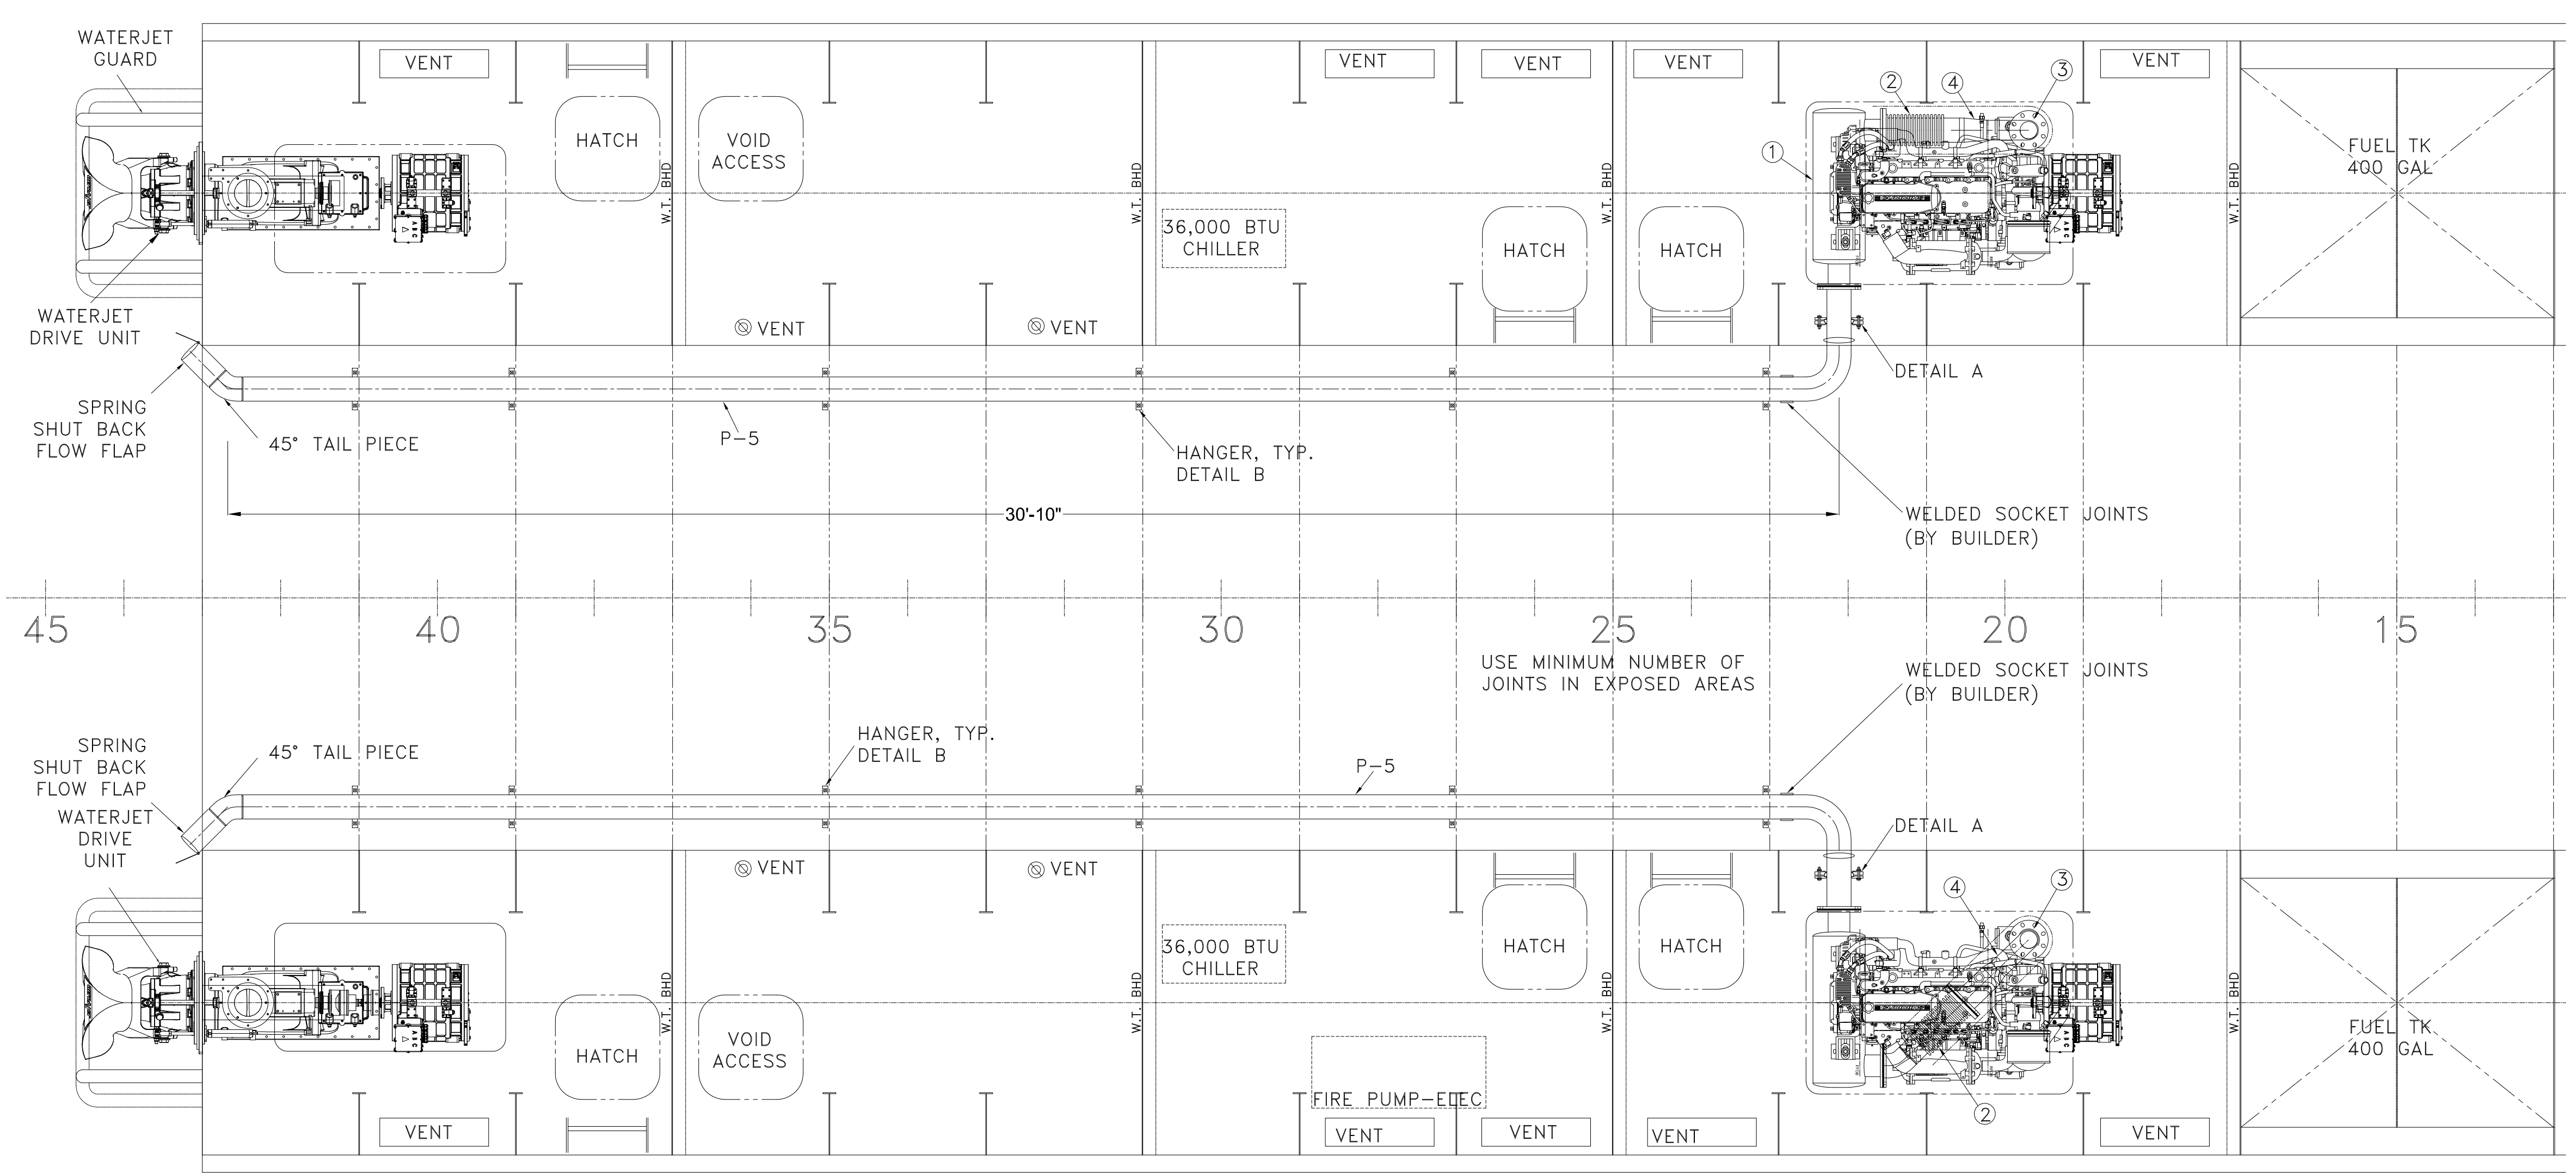 WATERJET
GUARD
VENT
VENT
VENT
VENT
VENT
②
④
③
①
HATCH
VOID
ACCESS
W.T. BHD
W.T. BHD
W.T. BHD
W.T. BHD
FUEL TK
400 GAL
36,000 BTU
CHILLER
HATCH
HATCH
A B C
A B C
WATERJET
DRIVE UNIT
VENT
VENT
DETAIL A
SPRING
SHUT BACK
FLOW FLAP
45° TAIL PIECE
P-5
HANGER, TYP.
DETAIL B
30'-10"
WELDED SOCKET JOINTS
(BY BUILDER)
45
40
35
30
25
20
15
USE MINIMUM NUMBER OF
JOINTS IN EXPOSED AREAS
WELDED SOCKET JOINTS
(BY BUILDER)
HANGER, TYP.
DETAIL B
SPRING
SHUT BACK
FLOW FLAP
45° TAIL PIECE
P-5
WATERJET
DRIVE
UNIT
DETAIL A
VENT
VENT
④
③
36,000 BTU
CHILLER
HATCH
HATCH
W.T. BHD
W.T. BHD
W.T. BHD
W.T. BHD
HATCH
VOID
ACCESS
A B C
A B C
FUEL TK
400 GAL
FIRE PUMP-ELEC
②
VENT
VENT
VENT
VENT
VENT